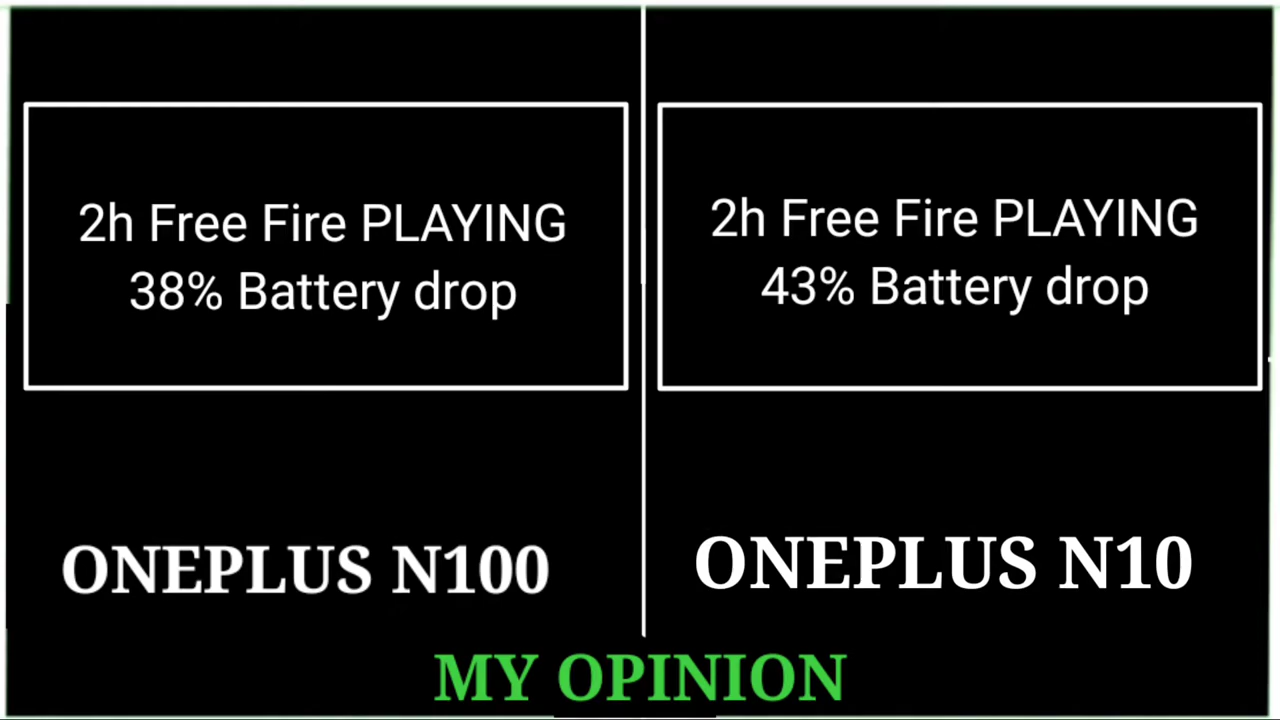 2h Free Fire PLAYING
38% Battery drop
ONEPLUS N100
2h Free Fire PLAYING
43% Battery drop
ONEPLUS N10
MY OPINION